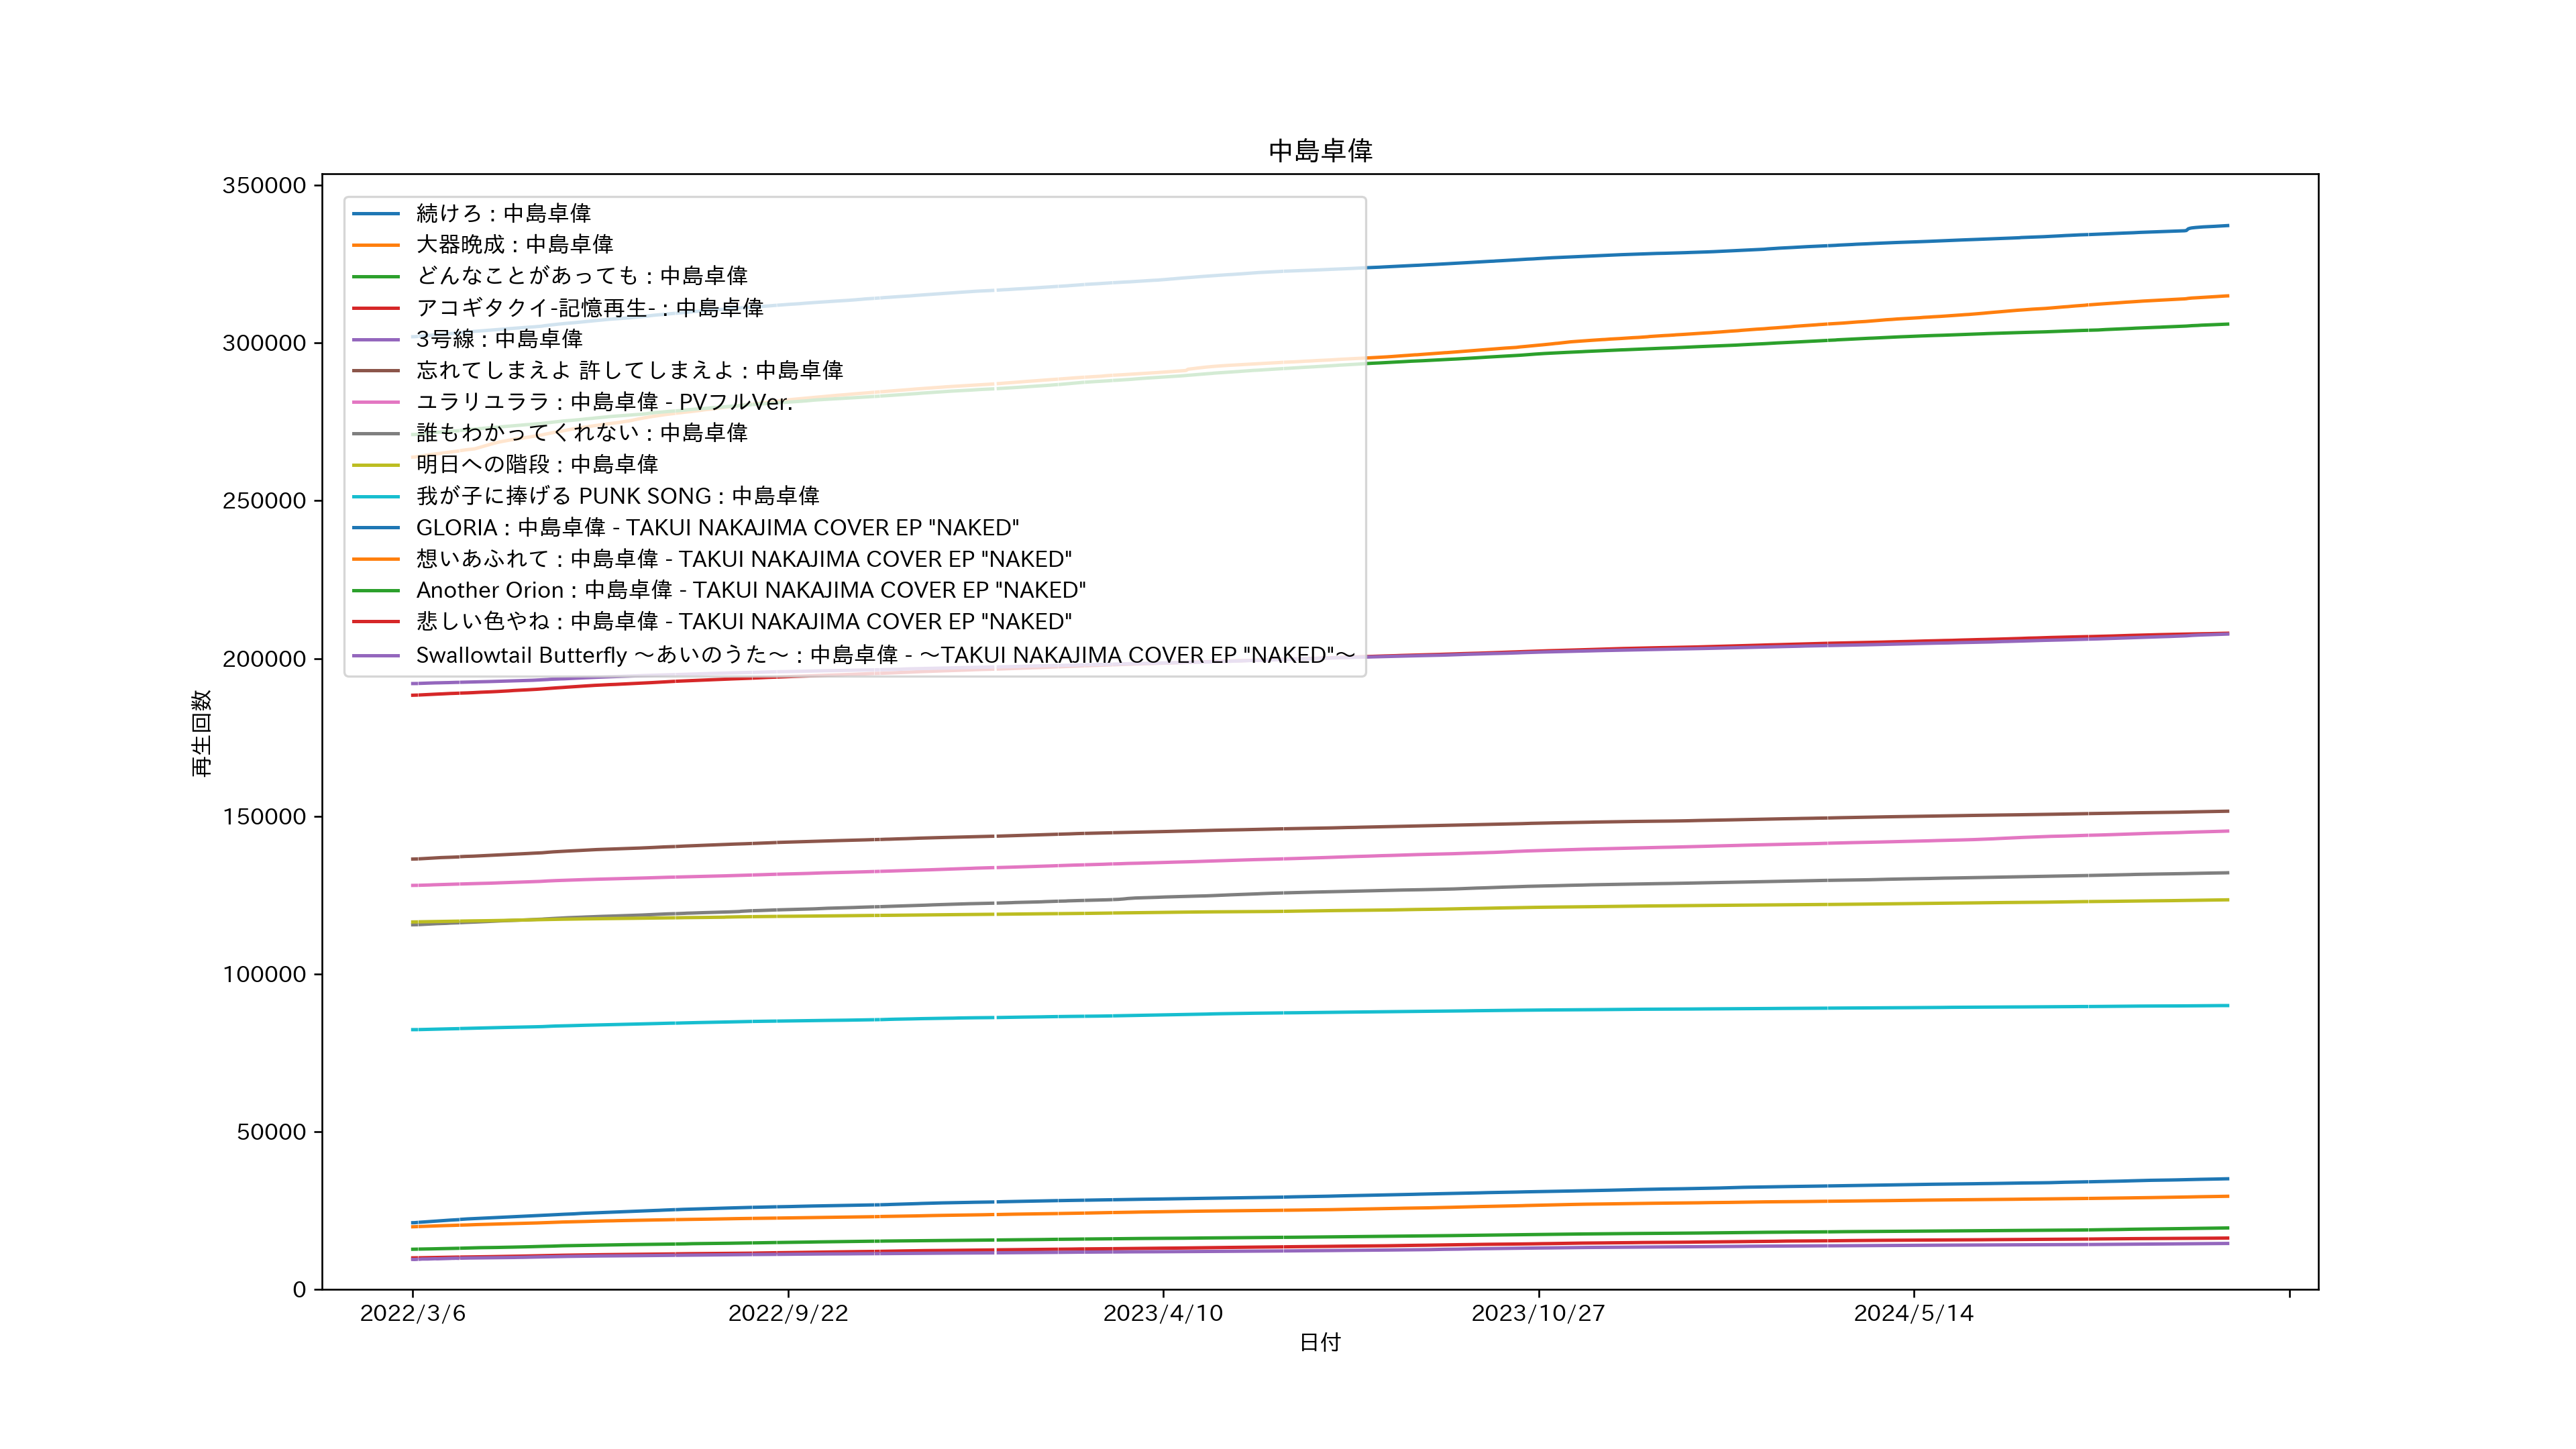 中島卓偉
350000
300000
250000
200000
150000
100000
50000
0
再生回数
続けろ : 中島卓偉
大器晩成 : 中島卓偉
どんなことがあっても : 中島卓偉
アコギタクイ-記憶再生- : 中島卓偉
3号線 : 中島卓偉
忘れてしまえよ 許してしまえよ : 中島卓偉
ユラリユララ : 中島卓偉 - PVフルVer.
誰もわかってくれない : 中島卓偉
明日への階段 : 中島卓偉
我が子に捧げる PUNK SONG : 中島卓偉
GLORIA : 中島卓偉 - TAKUI NAKAJIMA COVER EP "NAKED"
想いあふれて : 中島卓偉 - TAKUI NAKAJIMA COVER EP "NAKED"
Another Orion : 中島卓偉 - TAKUI NAKAJIMA COVER EP "NAKED"
悲しい色やね : 中島卓偉 - TAKUI NAKAJIMA COVER EP "NAKED"
Swallowtail Butterfly 〜あいのうた〜 : 中島卓偉 - 〜TAKUI NAKAJIMA COVER EP "NAKED"〜
2022/3/6
2022/9/22
2023/4/10
2023/10/27
2024/5/14
日付